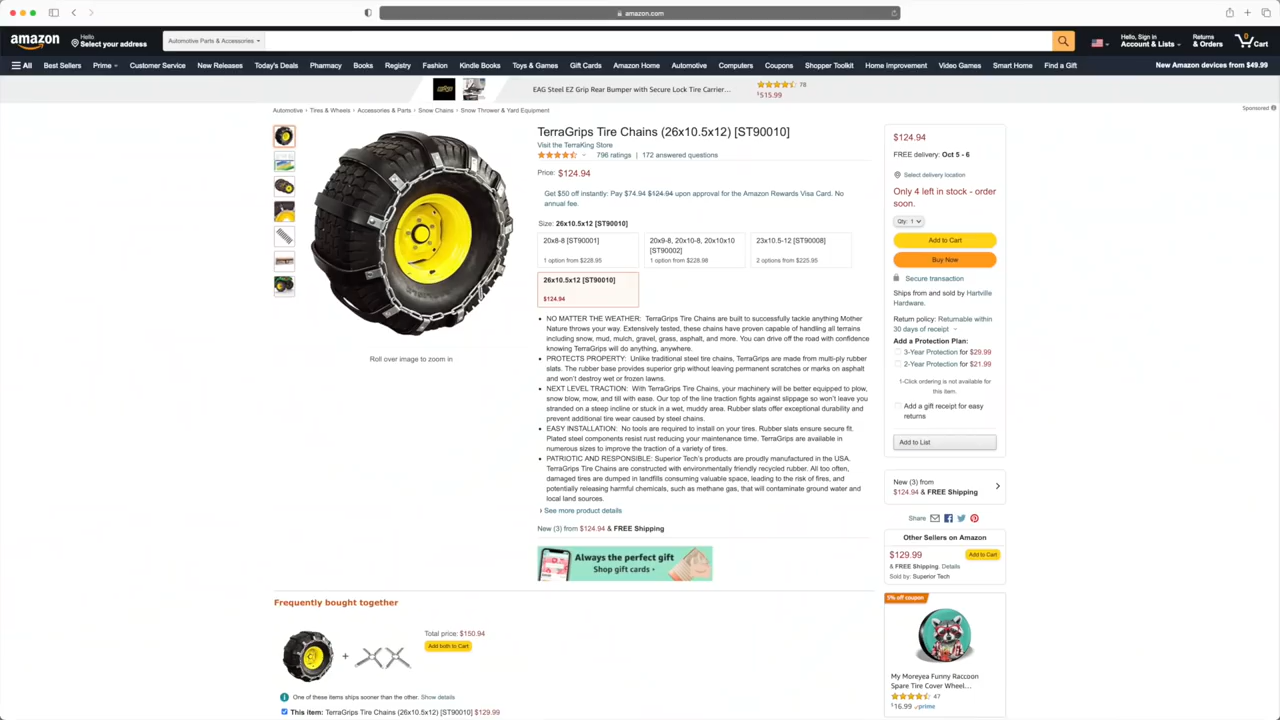 amazon.com
amazon
Hello
Select your address
Automotive Parts & Accessories
Hello, Sign in
Account & Lists
Returns
& Orders
0
Cart
All
Best Sellers
Prime
Customer Service
New Releases
Today's Deals
Pharmacy
Books
Registry
Fashion
Kindle Books
Toys & Games
Gift Cards
Amazon Home
Automotive
Computers
Coupons
Shopper Toolkit
Home Improvement
Video Games
Smart Home
Find a Gift
New Amazon devices from $49.99
EAG Steel EZ Grip Rear Bumper with Secure Lock Tire Carrier...
78
$15.99
Automotive › Tires & Wheels › Accessories & Parts › Snow Chains › Snow Thrower & Yard Equipment
Sponsored
TerraGrips Tire Chains (26x10.5x12) [ST90010]
Visit the TerraKing Store
796 ratings | 172 answered questions
Price: $124.94
Get $50 off instantly: Pay $74.94 $124.94 upon approval for the Amazon Rewards Visa Card. No
annual fee.
Size: 26x10.5x12 [ST90010]
20x8-8 [ST90001]
1 option from $228.95
20x9-8, 20x10-8, 20x10x10
[ST90002]
1 option from $228.98
23x10.5-12 [ST90008]
2 options from $225.95
26x10.5x12 [ST90010]
$124.94
Roll over image to zoom in
• NO MATTER THE WEATHER: TerraGrips Tire Chains are built to successfully tackle anything Mother
Nature throws your way. Extensively tested, these chains have proven capable of handling all terrains
including snow, mud, mulch, gravel, grass, asphalt, and more. You can drive off the road with confidence
knowing TerraGrips will do anything, anywhere.
• PROTECTS PROPERTY: Unlike traditional steel tire chains, TerraGrips are made from multi-ply rubber
slats. The rubber base provides superior grip without leaving permanent scratches or marks on asphalt
and won't destroy wet or frozen lawns.
• NEXT LEVEL TRACTION: With TerraGrips Tire Chains, your machinery will be better equipped to plow,
snow blow, mow, and till with ease. Our top of the line traction fights against slippage so won't leave you
stranded on a steep incline or stuck in a wet, muddy area. Rubber slats offer exceptional durability and
prevent additional tire wear caused by steel chains.
• EASY INSTALLATION: No tools are required to install on your tires. Rubber slats ensure secure fit.
Plated steel components resist rust reducing your maintenance time. TerraGrips are available in
numerous sizes to improve the traction of a variety of tires.
• PATRIOTIC AND RESPONSIBLE: Superior Tech's products are proudly manufactured in the USA.
TerraGrips Tire Chains are constructed with environmentally friendly recycled rubber. All too often,
damaged tires are dumped in landfills consuming valuable space, leading to the risk of fires, and
potentially releasing harmful chemicals, such as methane gas, that will contaminate ground water and
local land sources.
› See more product details
New (3) from $124.94 & FREE Shipping
Always the perfect gift
Shop gift cards ›
$124.94
FREE delivery: Oct 5 - 6
Select delivery location
Only 4 left in stock - order
soon.
Qty: 1
Add to Cart
Buy Now
Secure transaction
Ships from and sold by Hartville
Hardware.
Return policy: Returnable within
30 days of receipt
Add a Protection Plan:
3-Year Protection for $29.99
2-Year Protection for $21.99
1-Click ordering is not available for
this item.
Add a gift receipt for easy
returns
Add to List
New (3) from
$124.94 & FREE Shipping
Share
Other Sellers on Amazon
$129.99
Add to Cart
& FREE Shipping. Details
Sold by: Superior Tech
5% off coupon
My Moreyea Funny Raccoon
Spare Tire Cover Wheel...
47
$16.99 prime
Frequently bought together
+
Total price: $150.94
Add both to Cart
One of these items ships sooner than the other. Show details
This item: TerraGrips Tire Chains (26x10.5x12) [ST90010] $129.99